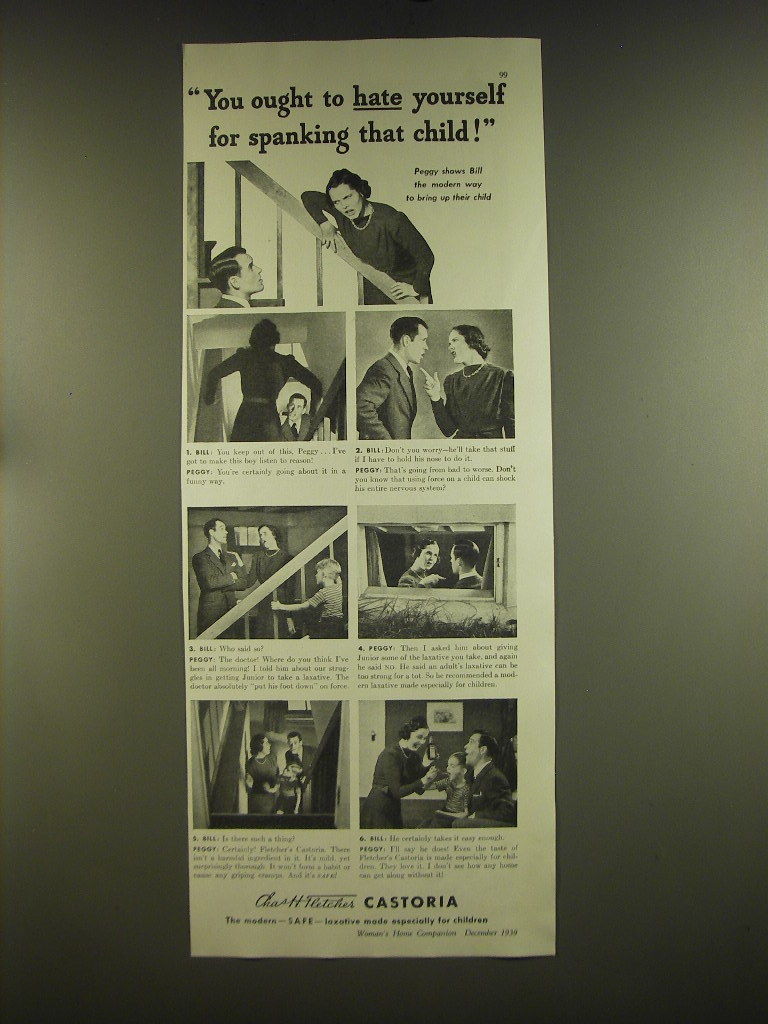 99
"You ought to hate yourself
for spanking that child!"
Peggy shows Bill
the modern way
to bring up their child
1. BILL: You keep out of this, Peggy... I've
got to make this boy listen to reason!
PEGGY: You're certainly going about it in a
funny way.
2. BILL: Don't you worry—he'll take that stuff
if I have to hold his nose to do it.
PEGGY: That's going from bad to worse. Don't
you know that using force on a child can shock
his entire nervous system?
3. BILL: Who said so?
PEGGY: The doctor! Where do you think I've
been all morning! I told him about our strug-
gles in getting Junior to take a laxative. The
doctor absolutely "put his foot down" on force.
4. PEGGY: Then I asked him about giving
Junior some of the laxative you take, and again
he said NO. He said an adult's laxative can be
too strong for a tot. So he recommended a mod-
ern laxative made especially for children.
5. BILL: Is there such a thing?
PEGGY: Certainly! Fletcher's Castoria. There
isn't a harmful ingredient in it. It's mild, yet
surprisingly thorough. It won't form a habit or
cause any griping cramps. And it's SAFE!
6. BILL: He certainly takes it easy enough.
PEGGY: I'll say he does! Even the taste of
Fletcher's Castoria is made especially for chil-
dren. They love it. I don't see how any home
can get along without it!
Chas H Fletcher CASTORIA
The modern—SAFE—laxative made especially for children
Woman's Home Companion December 1939